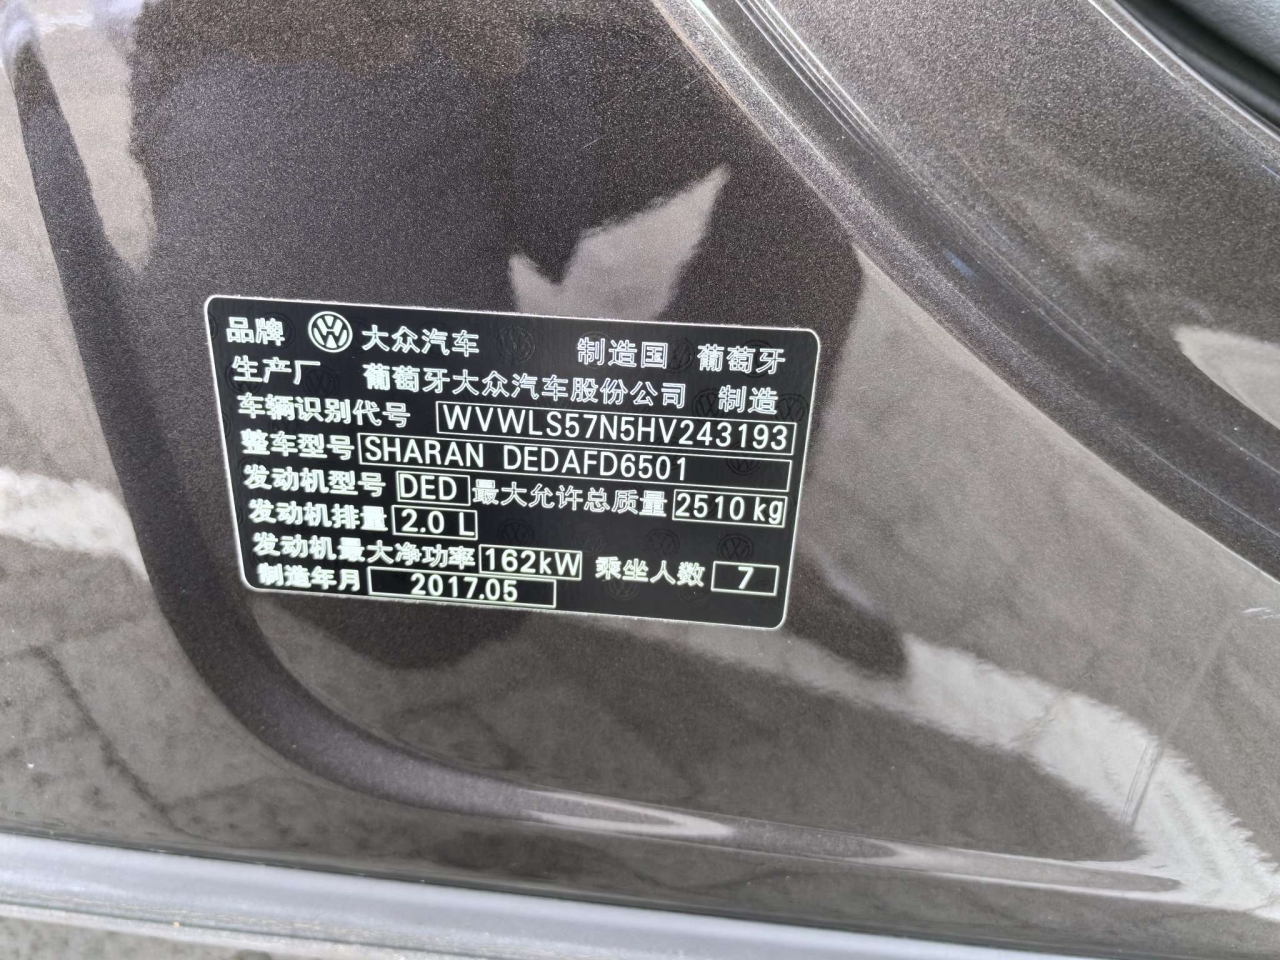 品牌 大众汽车 制造国 葡萄牙
生产厂 葡萄牙大众汽车股份公司 制造
车辆识别代号 WVWLS57N5HV243193
整车型号 SHARAN DEDAFD6501
发动机型号 DED 最大允许总质量 2510 kg
发动机排量 2.0 L
发动机最大净功率 162kW 乘坐人数 7
制造年月 2017.05